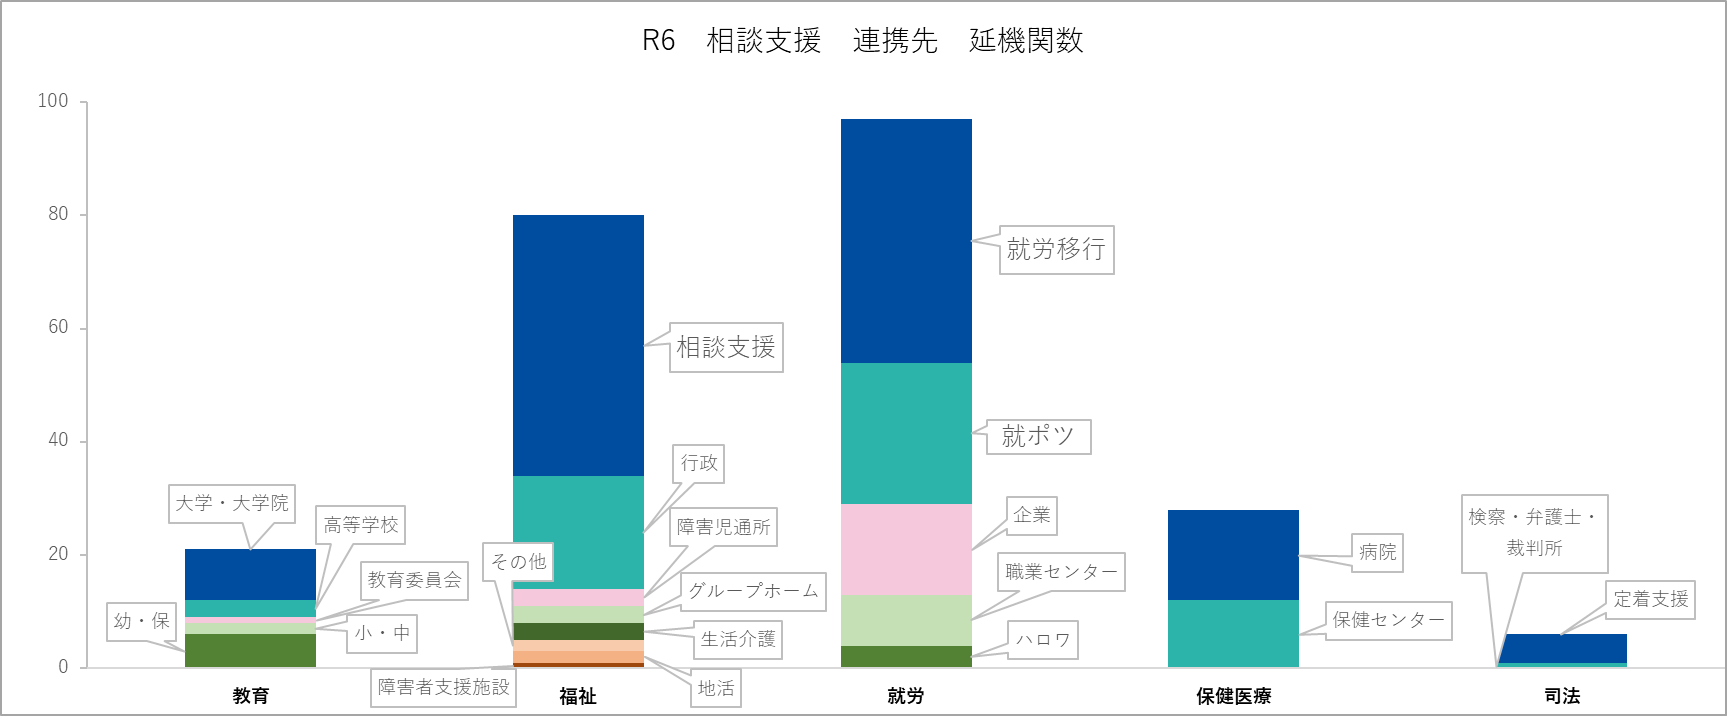 R6　相談支援　連携先　延機関数
100
80
60
40
20
0
大学・大学院
高等学校
教育委員会
小・中
幼・保
相談支援
行政
障害児通所
その他
グループホーム
生活介護
障害者支援施設
地活
就労移行
就ポツ
企業
職業センター
ハロワ
病院
保健センター
検察・弁護士・
裁判所
定着支援
教育
福祉
就労
保健医療
司法